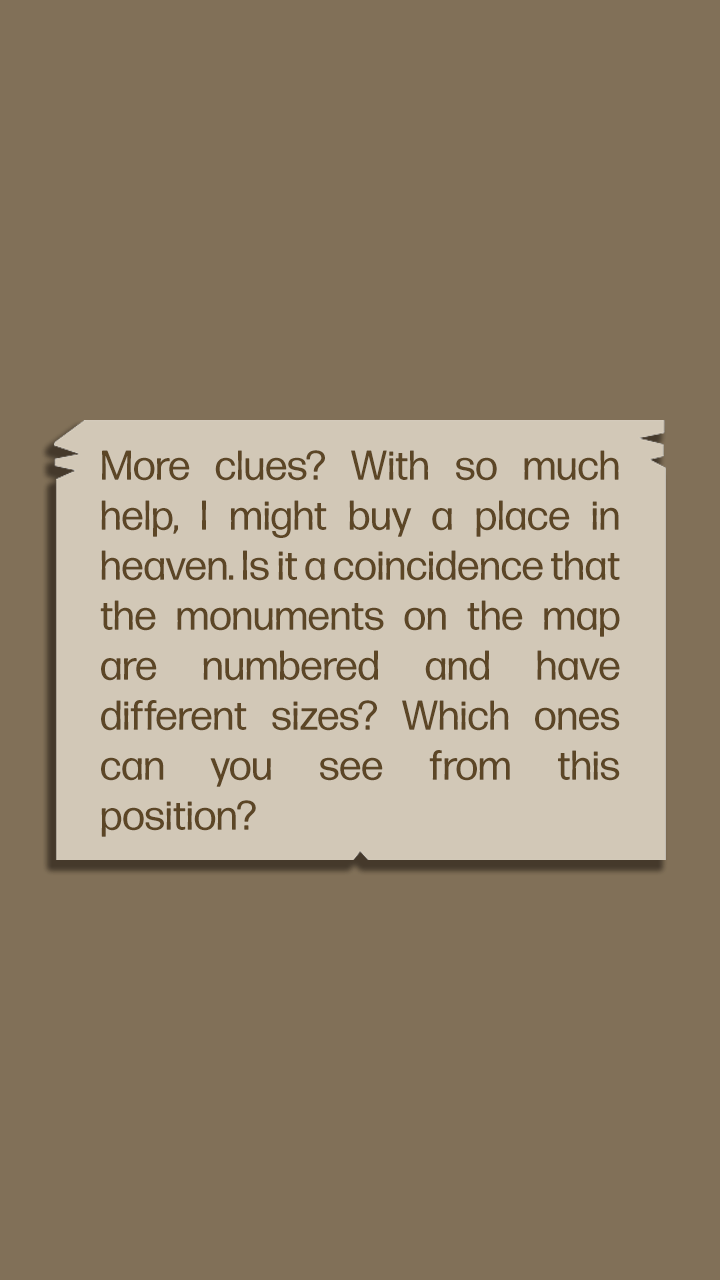 More clues? With so much
help, I might buy a place in
heaven. Is it a coincidence that
the monuments on the map
are numbered and have
different sizes? Which ones
can you see from this
position?